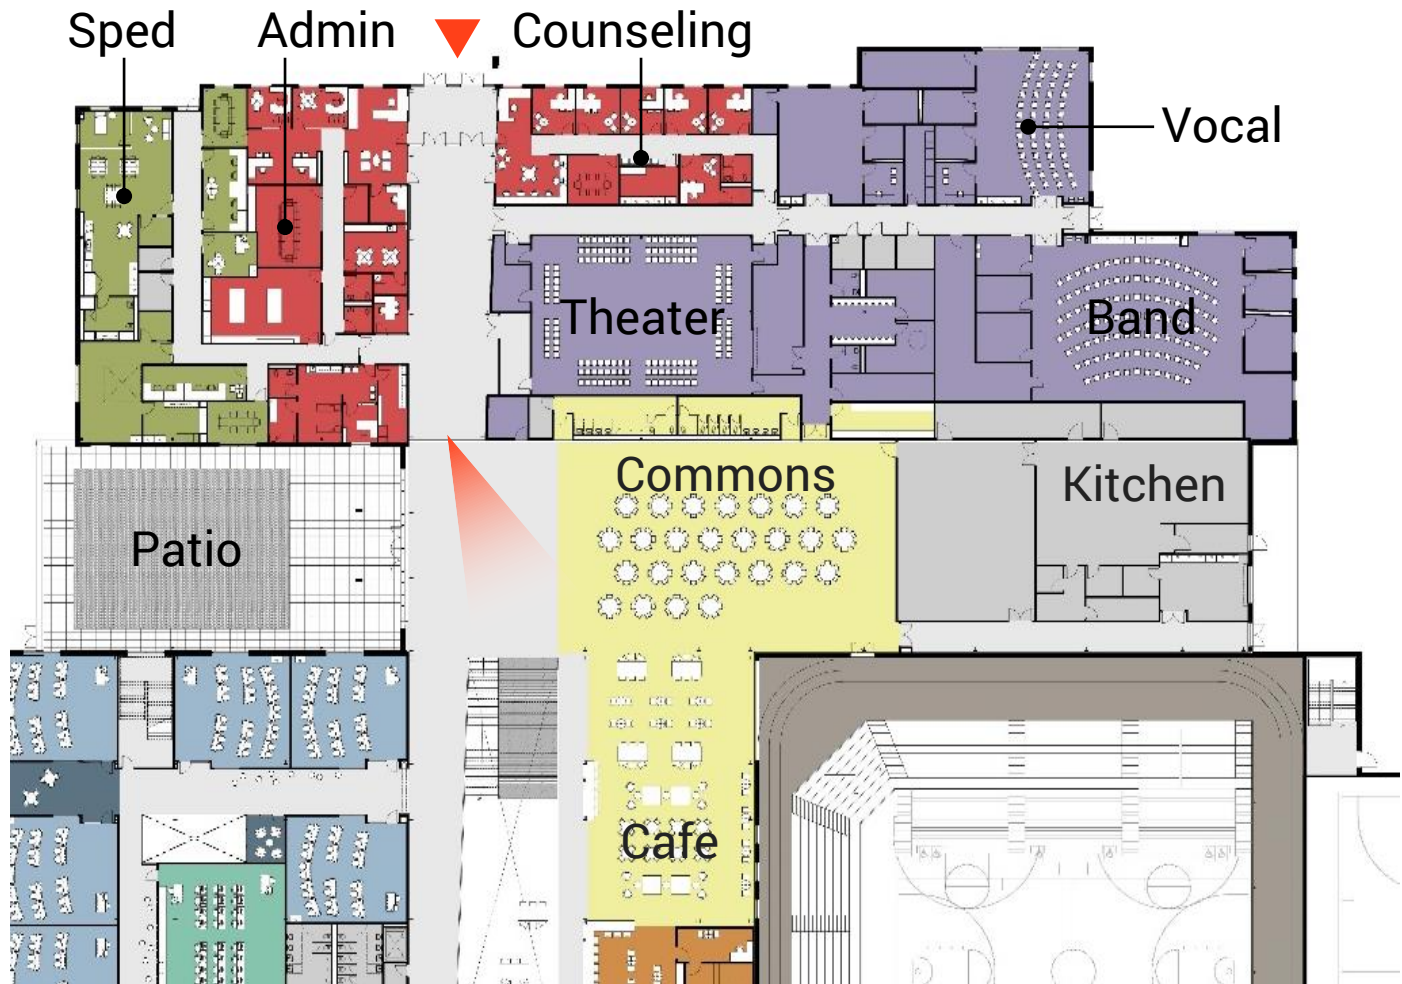 Sped
Admin
Counseling
Vocal
Theater
Band
Commons
Kitchen
Patio
Cafe